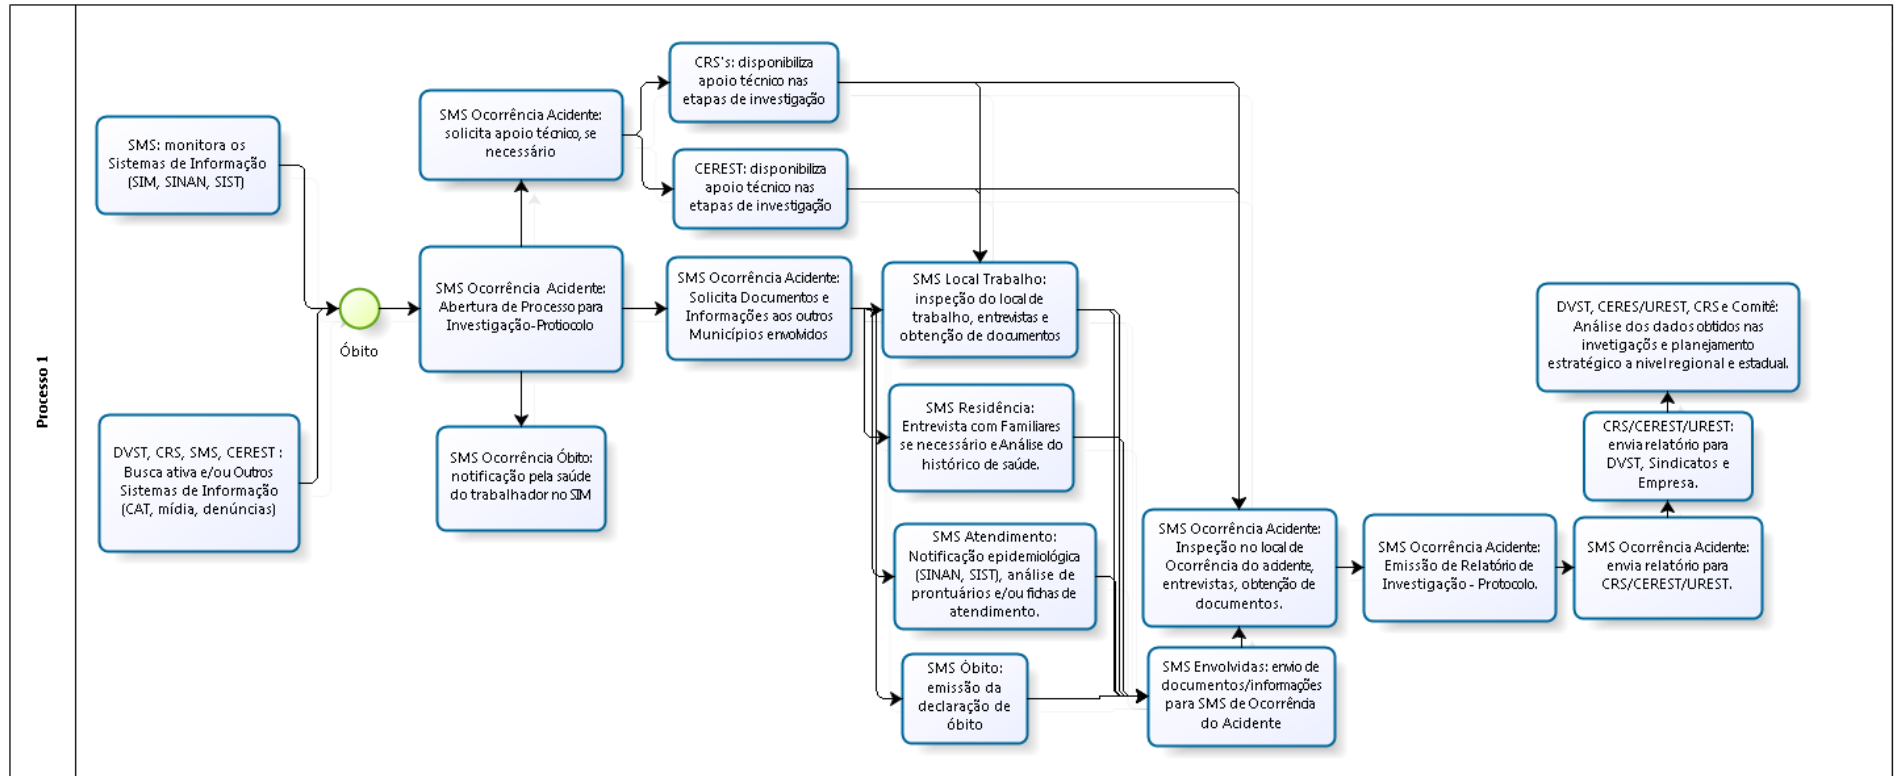 Processo 1
SMS: monitora os
Sistemas de Informação
(SIM, SINAN, SIST)
DVST, CRS, SMS, CEREST :
Busca ativa e/ou Outros
Sistemas de Informação
(CAT, mídia, denúncias)
Óbito
SMS Ocorrência Acidente:
solicita apoio técnico, se
necessário
SMS Ocorrência Acidente:
Abertura de Processo para
Investigação-Protiocolo
SMS Ocorrência Óbito:
notificação pela saúde
do trabalhador no SIM
CRS's: disponibiliza
apoio técnico nas
etapas de investigação
CEREST: disponibiliza
apoio técnico nas
etapas de investigação
SMS Ocorrência Acidente:
Solicita Documentos e
Informações aos outros
Municípios envolvidos
SMS Local Trabalho:
inspeção do local de
trabalho, entrevistas e
obtenção de documentos
SMS Residência:
Entrevista com Familiares
se necessário e Análise do
histórico de saúde.
SMS Atendimento:
Notificação epidemiológica
(SINAN, SIST), análise de
prontuários e/ou fichas de
atendimento.
SMS Óbito:
emissão da
declaração de
óbito
SMS Ocorrência Acidente:
Inspeção no local de
Ocorrência do acidente,
entrevistas, obtenção de
documentos.
SMS Envolvidas: envio de
documentos/informações
para SMS de Ocorrência
do Acidente
SMS Ocorrência Acidente:
Emissão de Relatório de
Investigação - Protocolo.
SMS Ocorrência Acidente:
envia relatório para
CRS/CEREST/UREST.
CRS/CEREST/UREST:
envia relatório para
DVST, Sindicatos e
Empresa.
DVST, CERES/UREST, CRS e Comitê:
Análise dos dados obtidos nas
invetigaçõs e planejamento
estratégico a nivel regional e estadual.